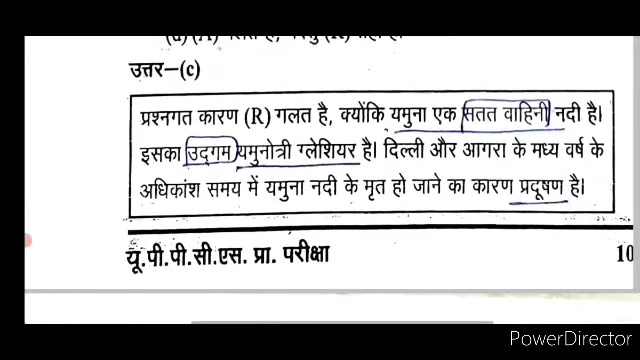 उत्तर–(c)
प्रश्नगत कारण (R) गलत है, क्योंकि यमुना एक सतत वाहिनी नदी है।
इसका उद्गम यमुनोत्री ग्लेशियर है। दिल्ली और आगरा के मध्य वर्ष के
अधिकांश समय में यमुना नदी के मृत हो जाने का कारण प्रदूषण है।
यू.पी.पी.सी.एस. प्रा. परीक्षा
10
PowerDirector